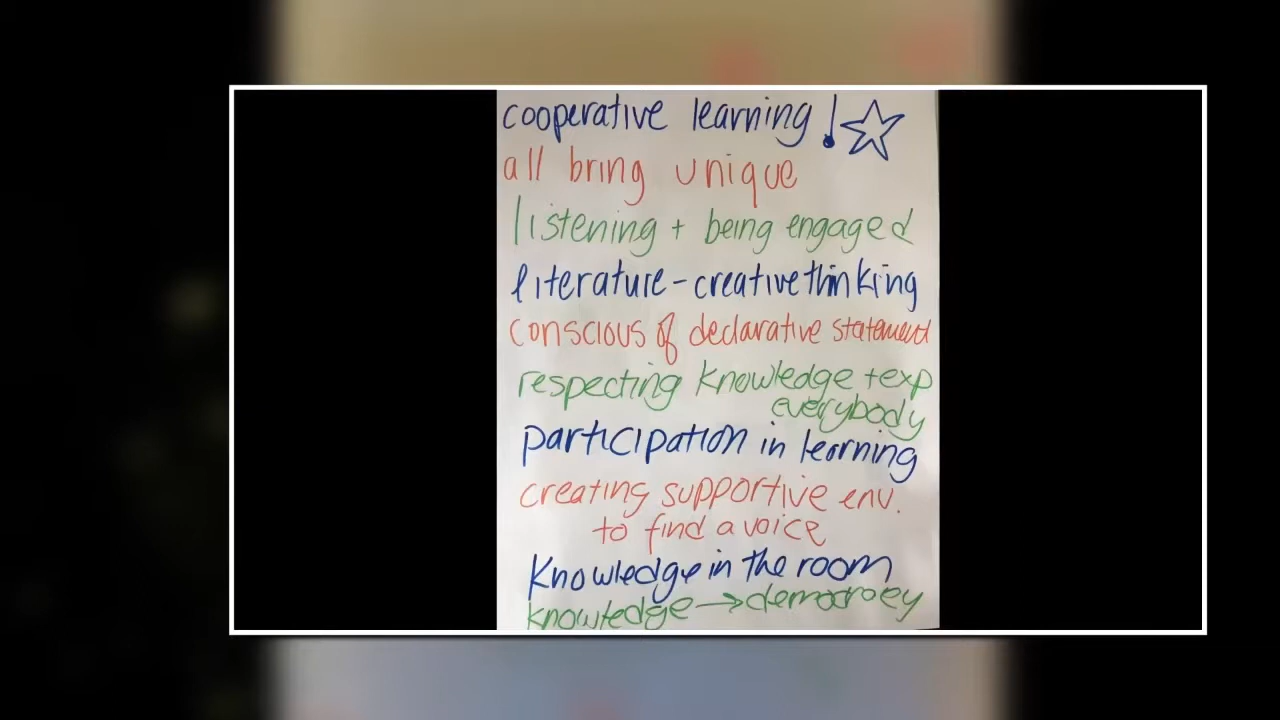 cooperative learning!
all bring unique
listening + being engaged
literature - creative thinking
conscious of declarative statement
respecting knowledge + exp
everybody
participation in learning
creating supportive env.
to find a voice
Knowledge in the room
knowledge → democracy